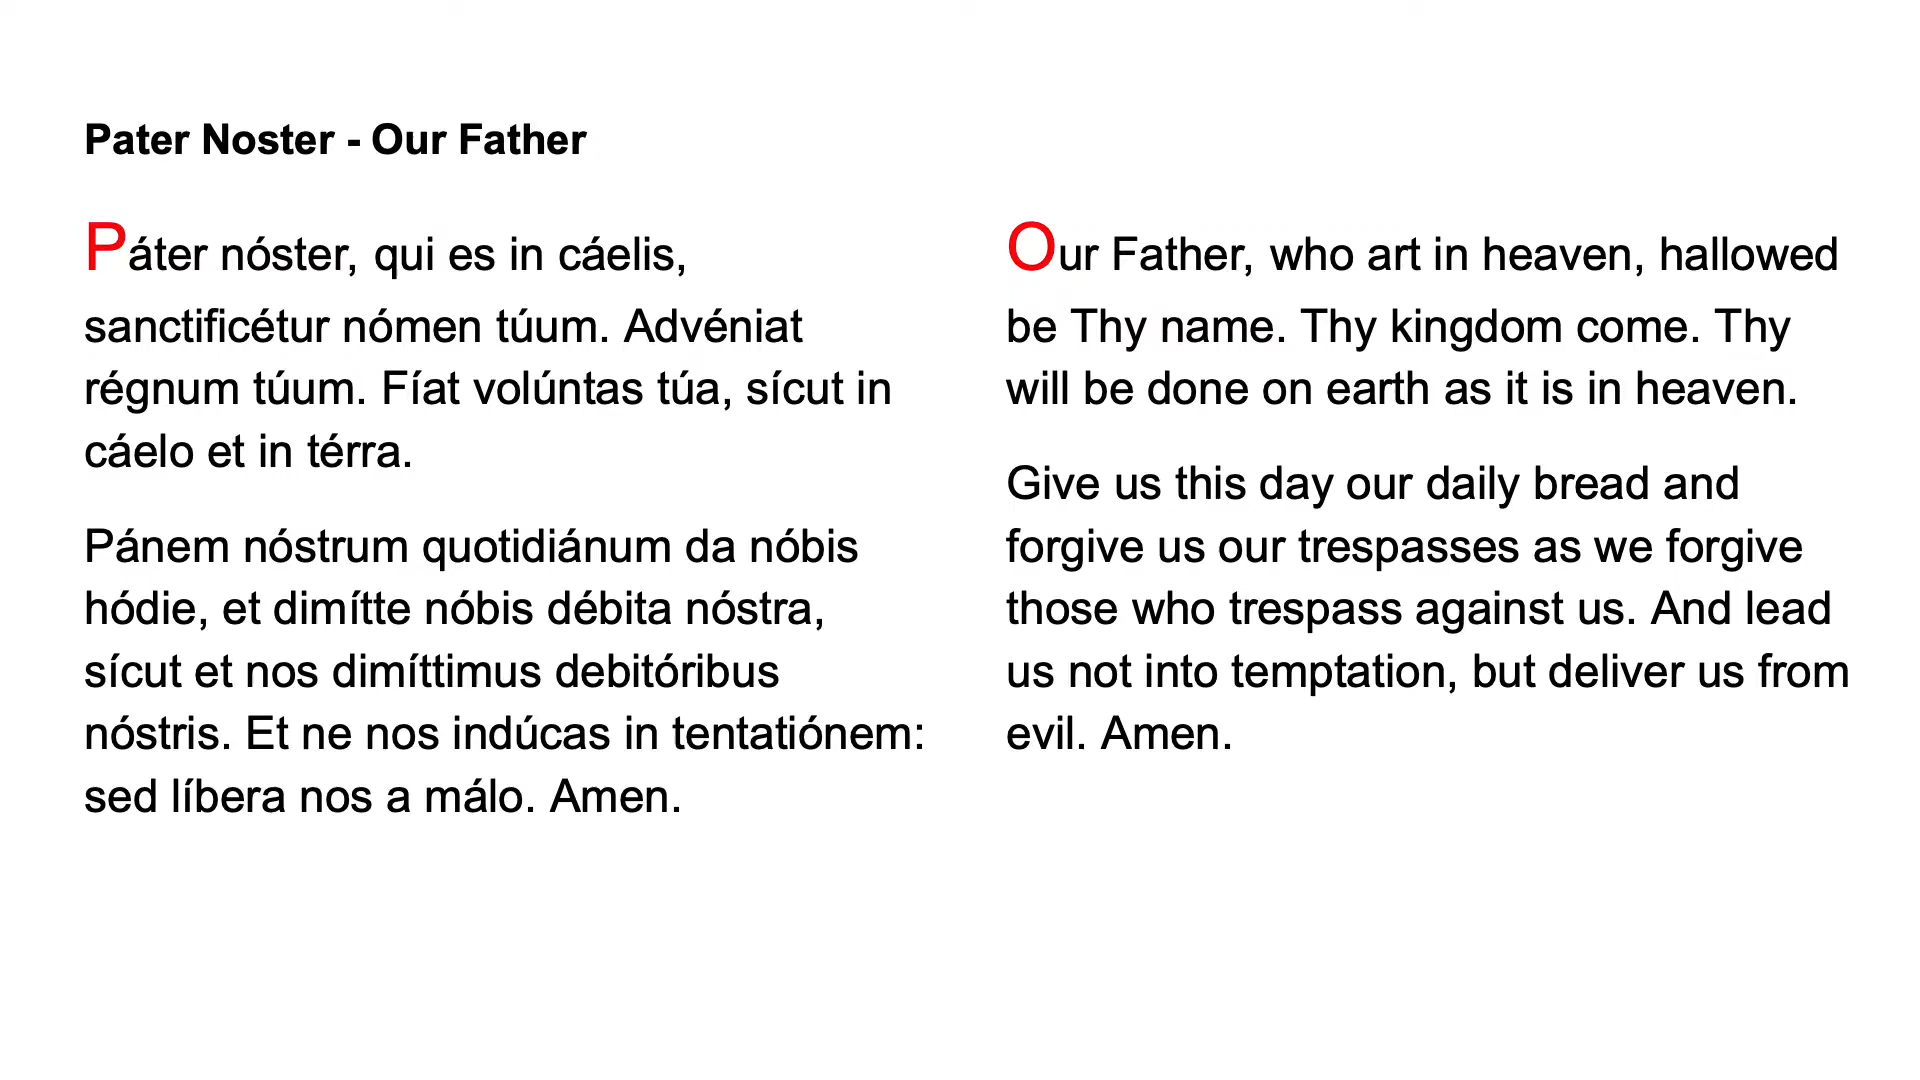 Pater Noster - Our Father
Páter nóster, qui es in cáelis,
sanctificétur nómen túum. Advéniat
régnum túum. Fíat volúntas túa, sícut in
cáelo et in térra.
Pánem nóstrum quotidiánum da nóbis
hódie, et dimítte nóbis débita nóstra,
sícut et nos dimíttimus debitóribus
nóstris. Et ne nos indúcas in tentatiónem:
sed líbera nos a málo. Amen.
Our Father, who art in heaven, hallowed
be Thy name. Thy kingdom come. Thy
will be done on earth as it is in heaven.
Give us this day our daily bread and
forgive us our trespasses as we forgive
those who trespass against us. And lead
us not into temptation, but deliver us from
evil. Amen.